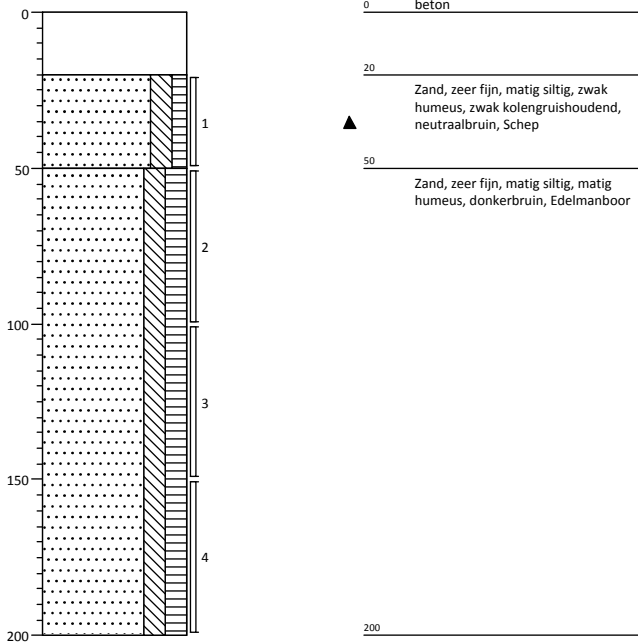 0
50
100
150
200
1
2
3
4
0
beton
20
Zand, zeer fijn, matig siltig, zwak
humeus, zwak kolengruishoudend,
neutraalbruin, Schep
50
Zand, zeer fijn, matig siltig, matig
humeus, donkerbruin, Edelmanboor
200